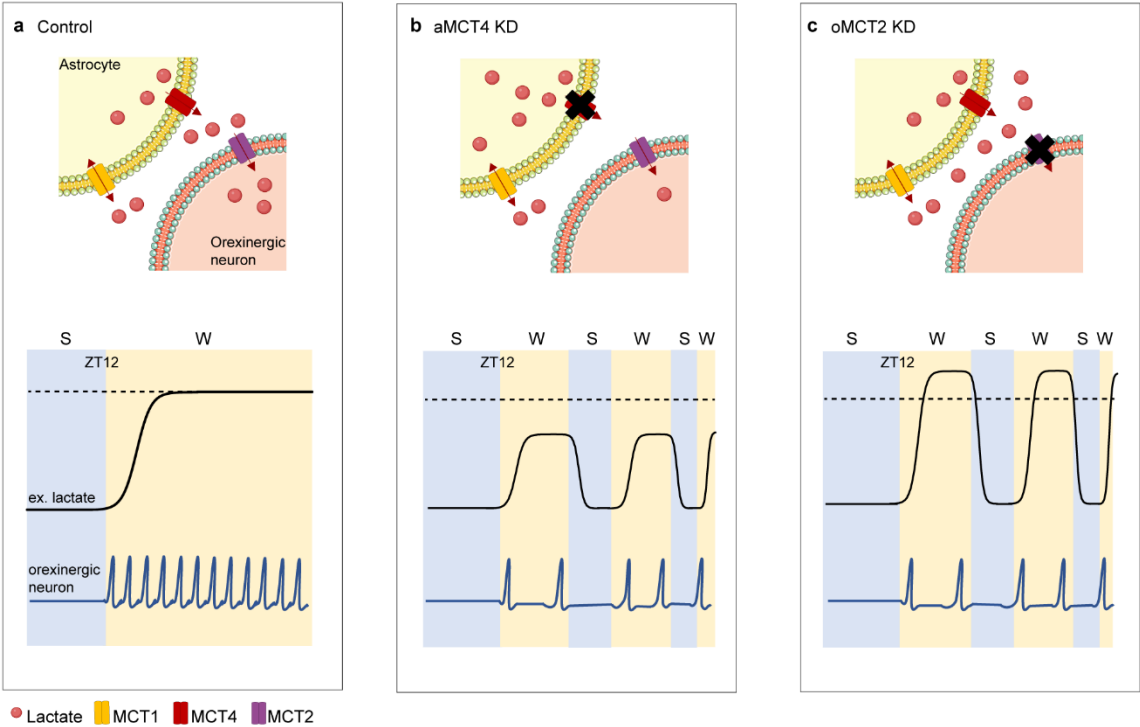 a Control
Astrocyte
Orexinergic
neuron
S W
ZT12
ex. lactate
orexinergic
neuron
b aMCT4 KD
S W S W S W
ZT12
c oMCT2 KD
S W S W S W
ZT12
Lactate MCT1 MCT4 MCT2